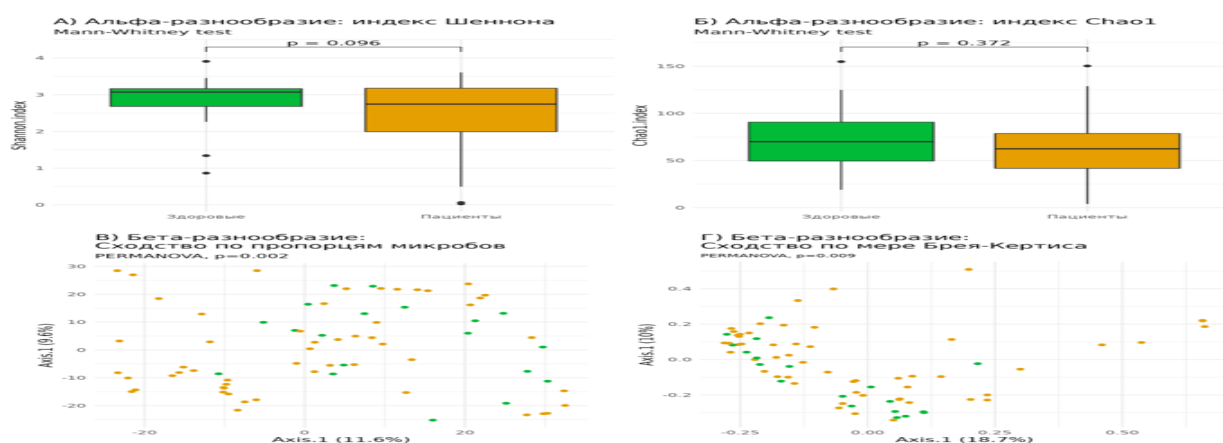 А) Альфа-разнообразие: индекс Шеннона
Mann-Whitney test
p = 0.096
4
3
2
1
0
Shannon.index
Здоровые
Пациенты
Б) Альфа-разнообразие: индекс Chao1
Mann-Whitney test
p = 0.372
150
100
50
0
Chao1.index
Здоровые
Пациенты
В) Бета-разнообразие:
Сходство по пропорцям микробов
PERMANOVA, p=0.002
30
20
10
0
-10
-20
Axis.1 (9.6%)
-20
0
20
Axis.1 (11.6%)
Г) Бета-разнообразие:
Сходство по мере Брея-Кертиса
PERMANOVA, p=0.009
0.4
0.2
0.0
-0.2
Axis.1 (10%)
-0.25
0.00
0.25
0.50
Axis.1 (18.7%)